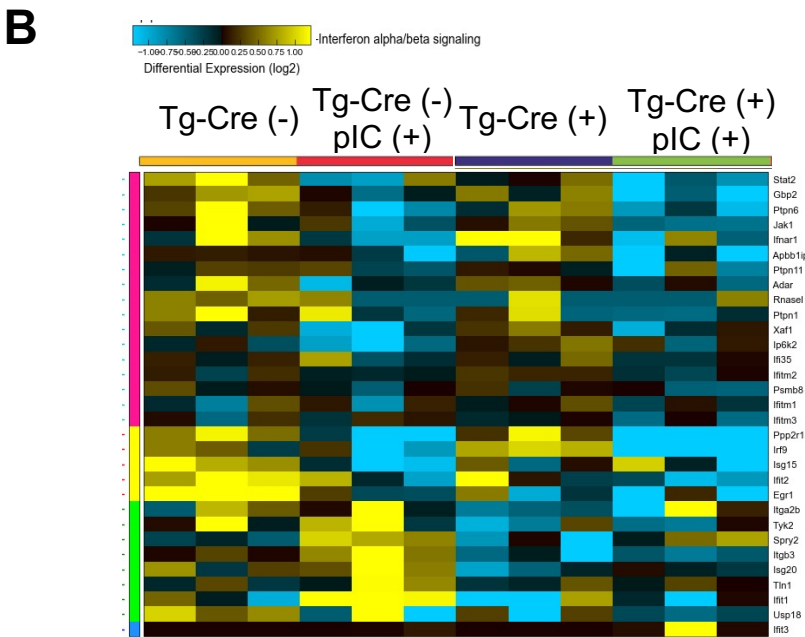 B
-Interferon alpha/beta signaling
-1.00-0.75-0.50-0.25 0.00 0.25 0.50 0.75 1.00
Differential Expression (log2)
Tg-Cre (-)
Tg-Cre (-)
pIC (+)
Tg-Cre (+)
Tg-Cre (+)
pIC (+)
Stat2
Gbp2
Ptpn6
Jak1
Ifnar1
Apbb1ip
Ptpn11
Adar
Rnasel
Ptpn1
Xaf1
Ip6k2
Ifi35
Ifitm2
Psmb8
Ifitm1
Ifitm3
Ppp2r1
Irf9
Isg15
Ifit2
Egr1
Itga2b
Tyk2
Spry2
Itgb3
Isg20
Tln1
Ifit1
Usp18
Ifit3